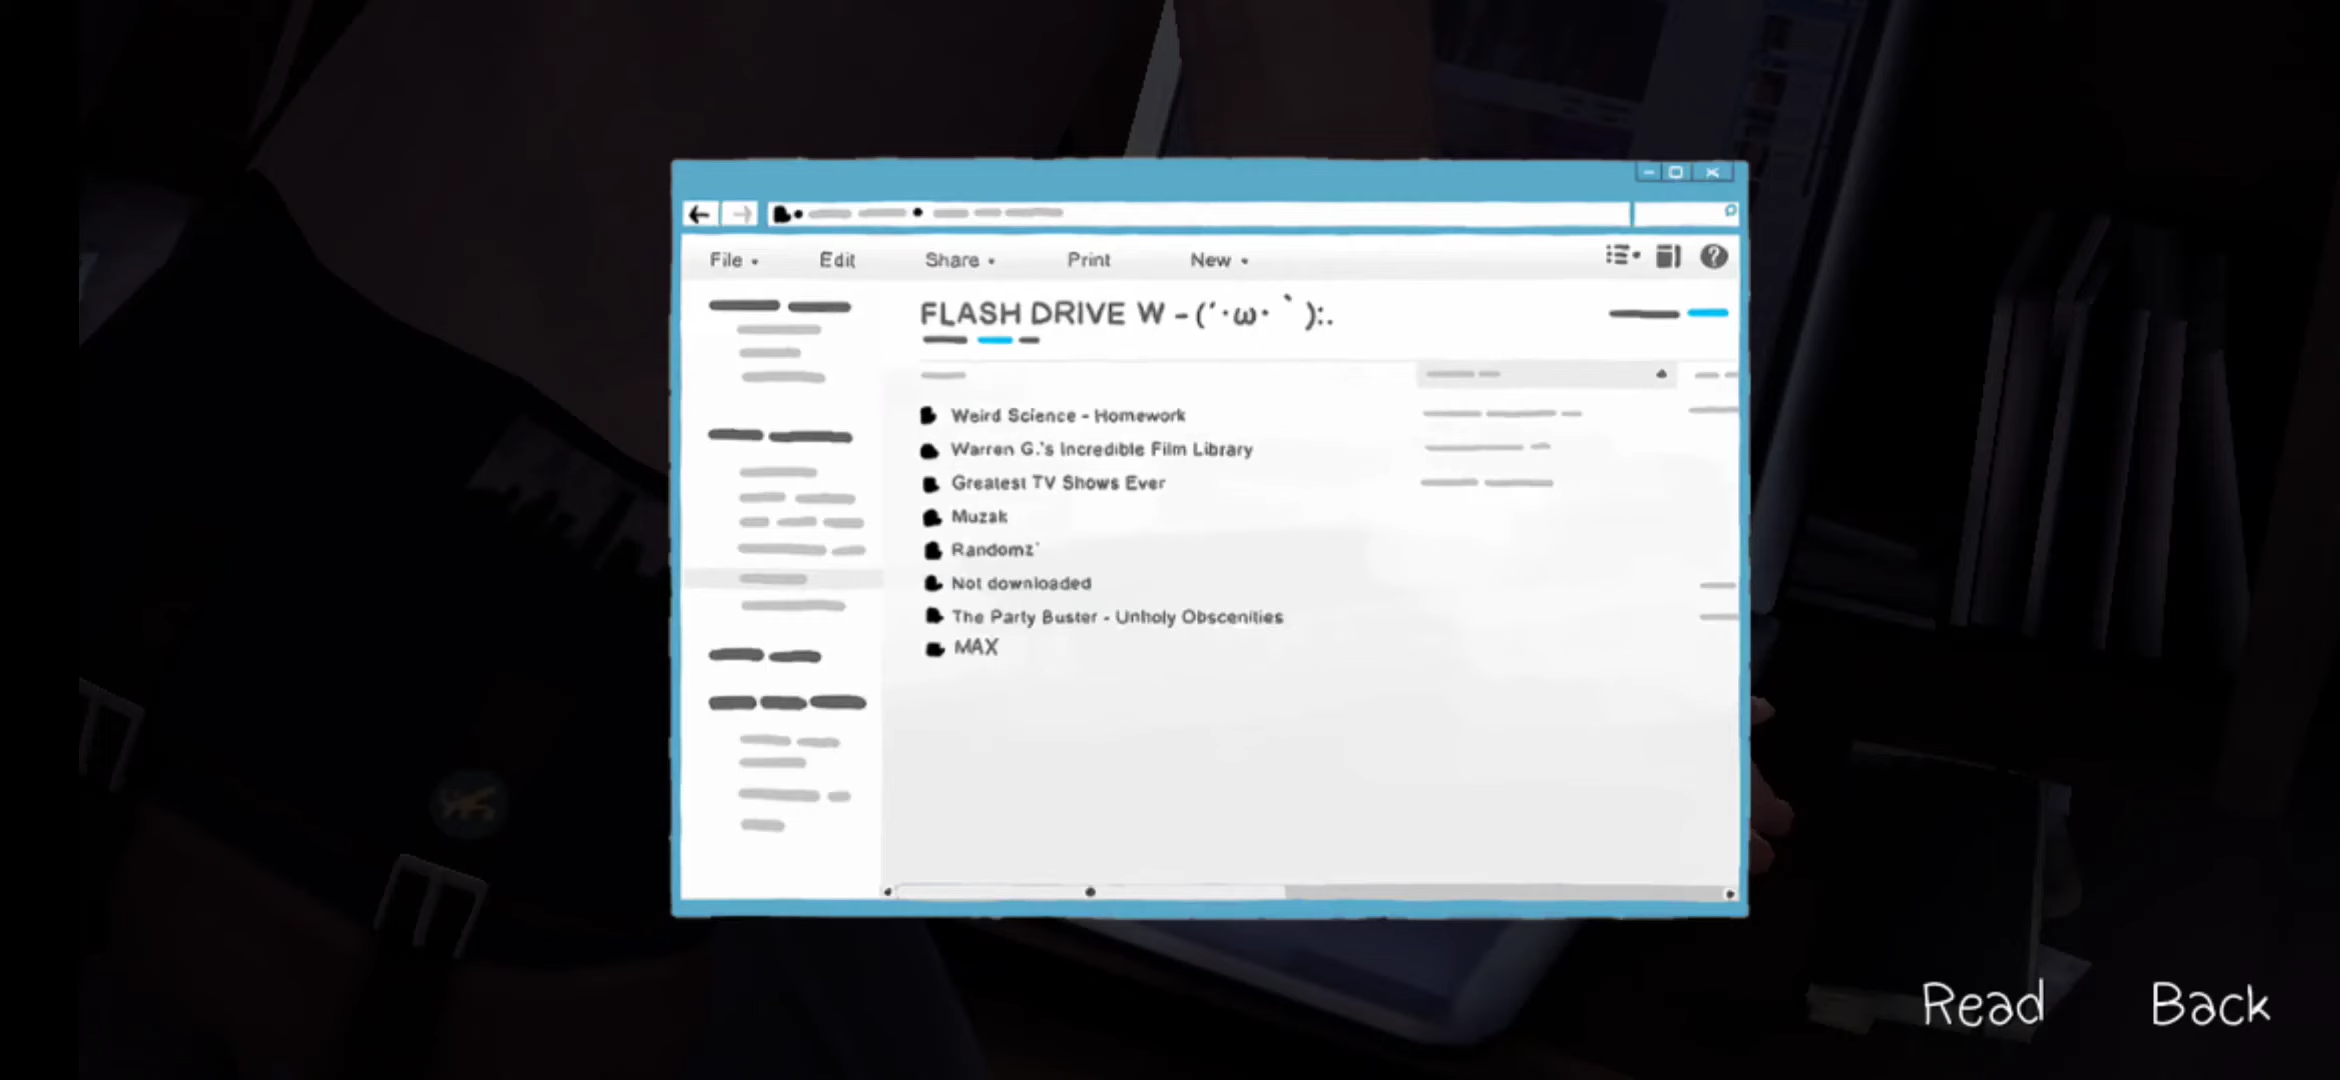 File Edit Share Print New
FLASH DRIVE W - (´･ω･` ):.
Weird Science - Homework
Warren G.'s Incredible Film Library
Greatest TV Shows Ever
Muzak
Randomz'
Not downloaded
The Party Buster - Unholy Obscenities
MAX
Read Back